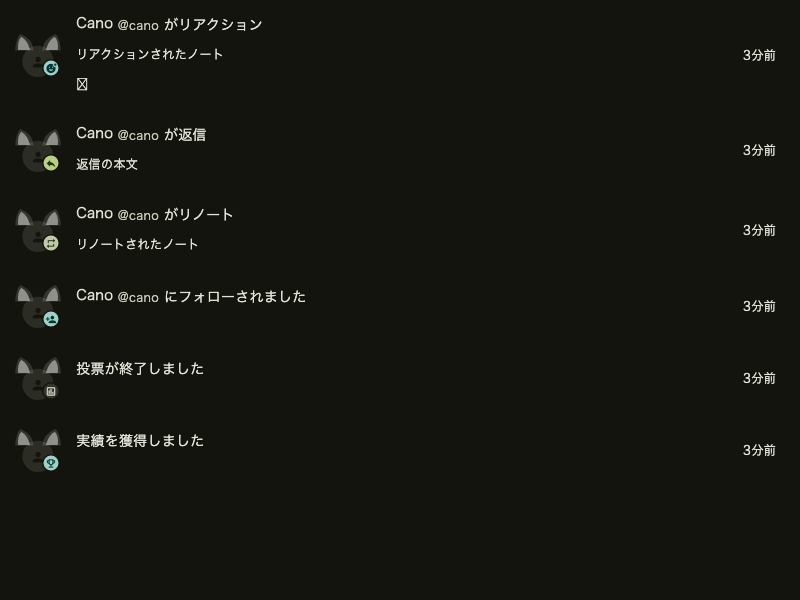 Cano @cano がリアクション
リアクションされたノート
3分前
Cano @cano が返信
返信の本文
3分前
Cano @cano がリノート
リノートされたノート
3分前
Cano @cano にフォローされました
3分前
投票が終了しました
3分前
実績を獲得しました
3分前